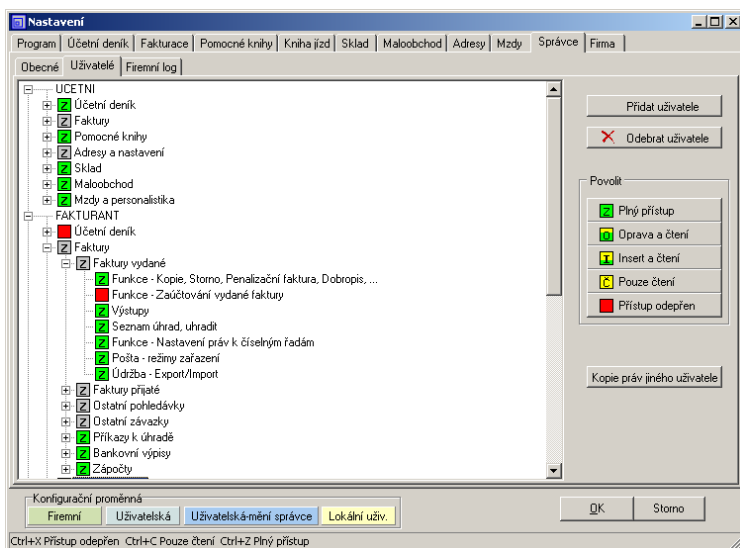 Nastavení
Program Účetní deník Fakturace Pomocné knihy Kniha jízd Sklad Maloobchod Adresy Mzdy Správce Firma
Obecné Uživatelé Firemní log
UCETNI
Z Účetní deník
Z Faktury
Z Pomocné knihy
Z Adresy a nastavení
Z Sklad
Z Maloobchod
Z Mzdy a personalistika
FAKTURANT
Účetní deník
Z Faktury
Z Faktury vydané
Z Funkce - Kopie, Storno, Penalizační faktura, Dobropis, ...
Funkce - Zaúčtování vydané faktury
Z Výstupy
Z Seznam úhrad, uhradit
Z Funkce - Nastavení práv k číselným řadám
Z Pošta - režimy zařazení
Z Údržba - Export/Import
Z Faktury přijaté
Z Ostatní pohledávky
Z Ostatní závazky
Z Příkazy k úhradě
Z Bankovní výpisy
Z Zápočty
Přidat uživatele
Odebrat uživatele
Povolit
Z Plný přístup
O Oprava a čtení
I Insert a čtení
Č Pouze čtení
Přístup odepřen
Kopie práv jiného uživatele
Konfigurační proměnná
Firemní Uživatelská Uživatelská-mění správce Lokální uživ.
OK Storno
Ctrl+X Přístup odepřen Ctrl+C Pouze čtení Ctrl+Z Plný přístup